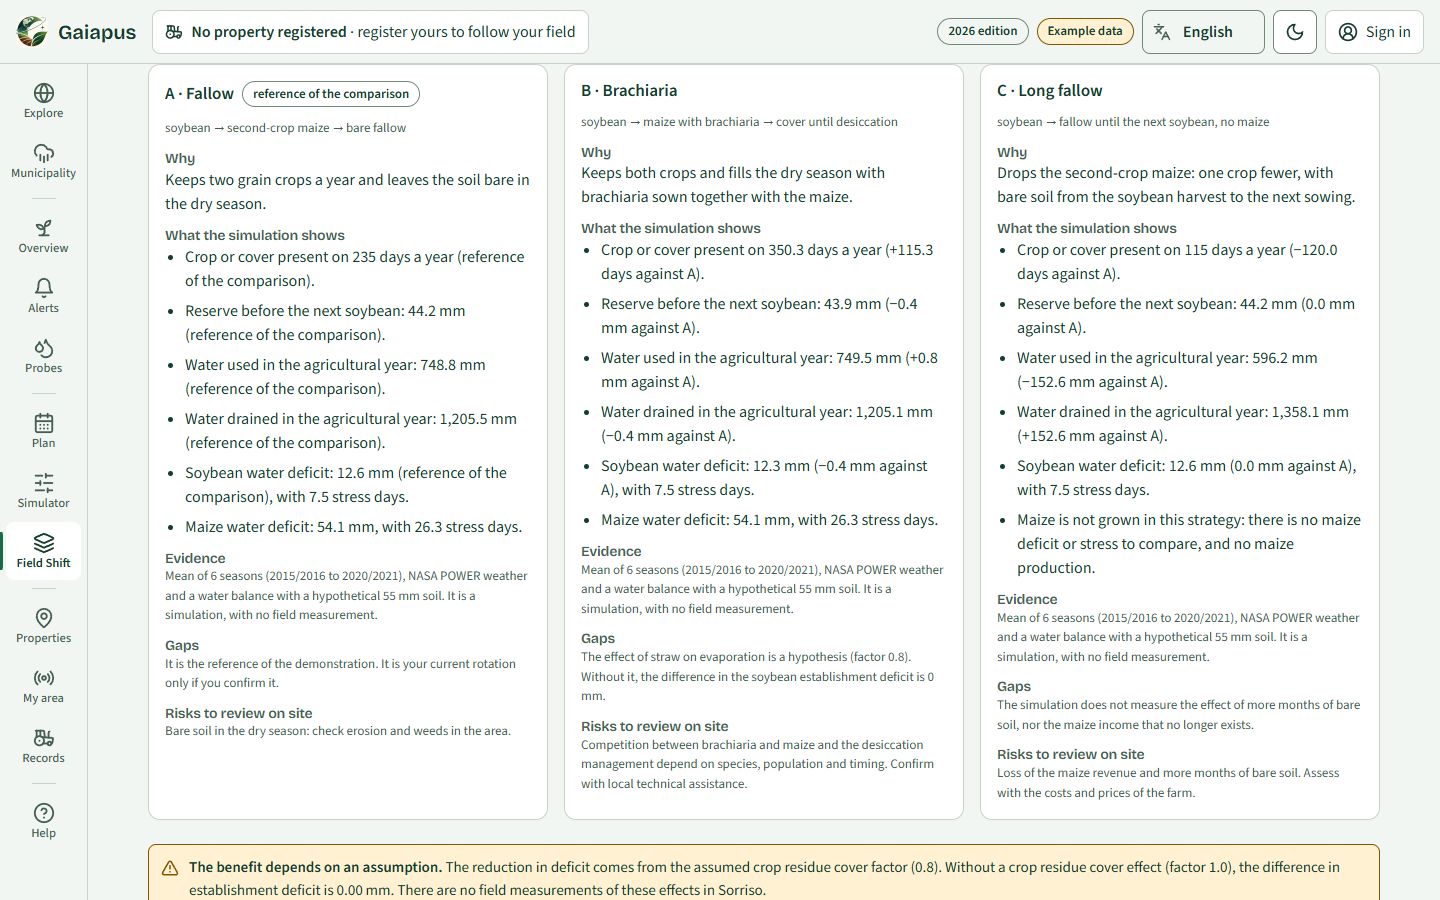 Gaiapus
No property registered · register yours to follow your field
2026 edition
Example data
English
Sign in
Explore
Municipality
Overview
Alerts
Probes
Plan
Simulator
Field Shift
Properties
My area
Records
Help
A · Fallow
reference of the comparison
soybean → second-crop maize → bare fallow
Why
Keeps two grain crops a year and leaves the soil bare in
the dry season.
What the simulation shows
• Crop or cover present on 235 days a year (reference
of the comparison).
• Reserve before the next soybean: 44.2 mm
(reference of the comparison).
• Water used in the agricultural year: 748.8 mm
(reference of the comparison).
• Water drained in the agricultural year: 1,205.5 mm
(reference of the comparison).
• Soybean water deficit: 12.6 mm (reference of the
comparison), with 7.5 stress days.
• Maize water deficit: 54.1 mm, with 26.3 stress days.
Evidence
Mean of 6 seasons (2015/2016 to 2020/2021), NASA POWER weather
and a water balance with a hypothetical 55 mm soil. It is a
simulation, with no field measurement.
Gaps
It is the reference of the demonstration. It is your current rotation
only if you confirm it.
Risks to review on site
Bare soil in the dry season: check erosion and weeds in the area.
B · Brachiaria
soybean → maize with brachiaria → cover until desiccation
Why
Keeps both crops and fills the dry season with
brachiaria sown together with the maize.
What the simulation shows
• Crop or cover present on 350.3 days a year (+115.3
days against A).
• Reserve before the next soybean: 43.9 mm (−0.4
mm against A).
• Water used in the agricultural year: 749.5 mm (+0.8
mm against A).
• Water drained in the agricultural year: 1,205.1 mm
(−0.4 mm against A).
• Soybean water deficit: 12.3 mm (−0.4 mm against
A), with 7.5 stress days.
• Maize water deficit: 54.1 mm, with 26.3 stress days.
Evidence
Mean of 6 seasons (2015/2016 to 2020/2021), NASA POWER weather
and a water balance with a hypothetical 55 mm soil. It is a
simulation, with no field measurement.
Gaps
The effect of straw on evaporation is a hypothesis (factor 0.8).
Without it, the difference in the soybean establishment deficit is 0
mm.
Risks to review on site
Competition between brachiaria and maize and the desiccation
management depend on species, population and timing. Confirm
with local technical assistance.
C · Long fallow
soybean → fallow until the next soybean, no maize
Why
Drops the second-crop maize: one crop fewer, with
bare soil from the soybean harvest to the next sowing.
What the simulation shows
• Crop or cover present on 115 days a year (−120.0
days against A).
• Reserve before the next soybean: 44.2 mm (0.0 mm
against A).
• Water used in the agricultural year: 596.2 mm
(−152.6 mm against A).
• Water drained in the agricultural year: 1,358.1 mm
(+152.6 mm against A).
• Soybean water deficit: 12.6 mm (0.0 mm against A),
with 7.5 stress days.
• Maize is not grown in this strategy: there is no maize
deficit or stress to compare, and no maize
production.
Evidence
Mean of 6 seasons (2015/2016 to 2020/2021), NASA POWER weather
and a water balance with a hypothetical 55 mm soil. It is a
simulation, with no field measurement.
Gaps
The simulation does not measure the effect of more months of bare
soil, nor the maize income that no longer exists.
Risks to review on site
Loss of the maize revenue and more months of bare soil. Assess
with the costs and prices of the farm.
The benefit depends on an assumption. The reduction in deficit comes from the assumed crop residue cover factor (0.8). Without a crop residue cover effect (factor 1.0), the difference in
establishment deficit is 0.00 mm. There are no field measurements of these effects in Sorriso.